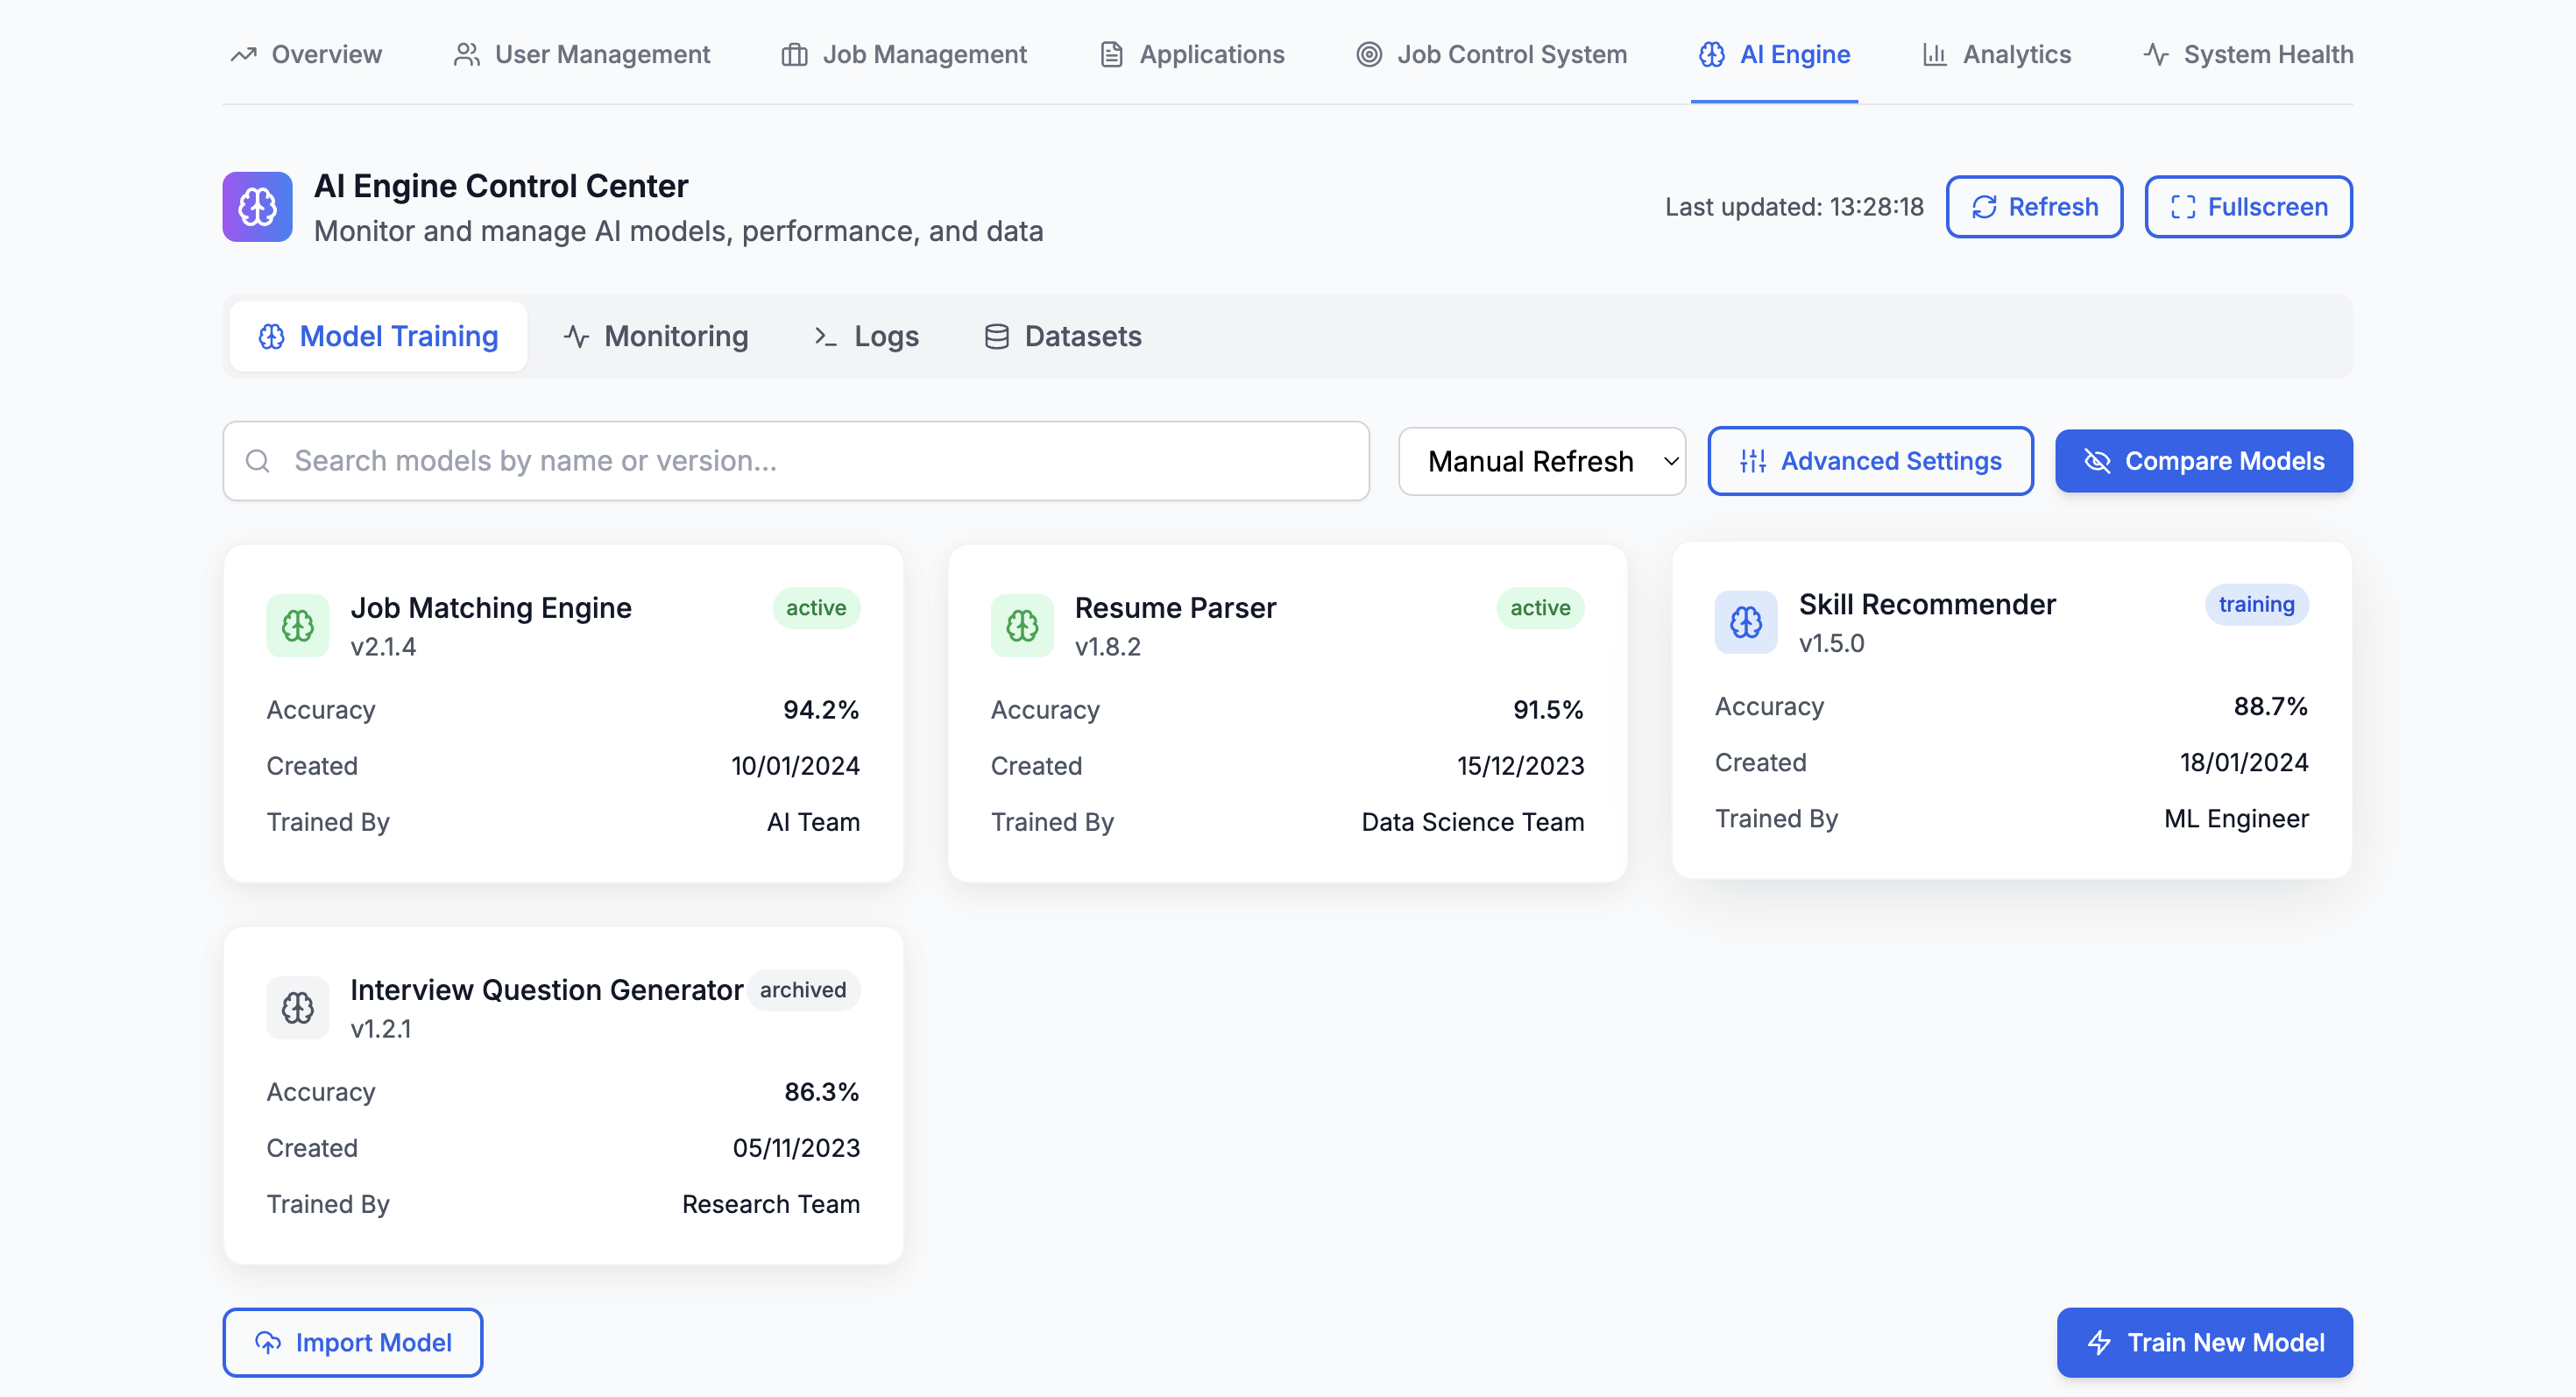 Overview User Management Job Management Applications Job Control System AI Engine Analytics System Health
AI Engine Control Center
Monitor and manage AI models, performance, and data
Last updated: 13:28:18 Refresh Fullscreen
Model Training Monitoring Logs Datasets
Search models by name or version...
Manual Refresh
Advanced Settings
Compare Models
Job Matching Engine active
v2.1.4
Accuracy 94.2%
Created 10/01/2024
Trained By AI Team
Resume Parser active
v1.8.2
Accuracy 91.5%
Created 15/12/2023
Trained By Data Science Team
Skill Recommender training
v1.5.0
Accuracy 88.7%
Created 18/01/2024
Trained By ML Engineer
Interview Question Generator archived
v1.2.1
Accuracy 86.3%
Created 05/11/2023
Trained By Research Team
Import Model
Train New Model